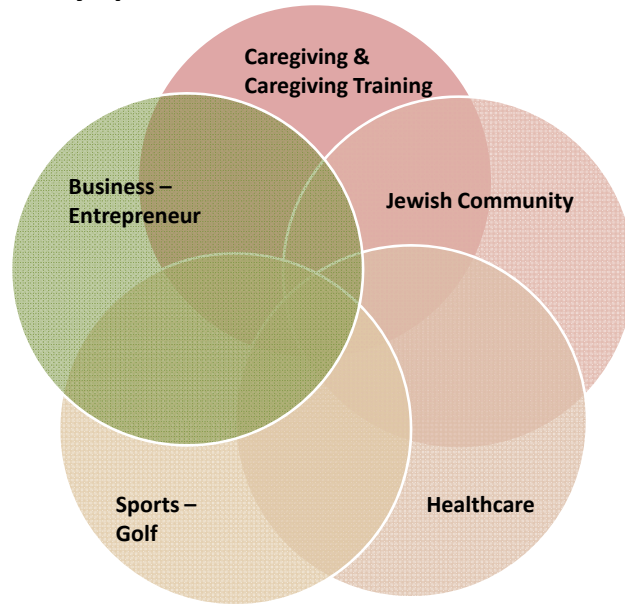 Caregiving &
Caregiving Training
Business –
Entrepreneur
Jewish Community
Sports –
Golf
Healthcare